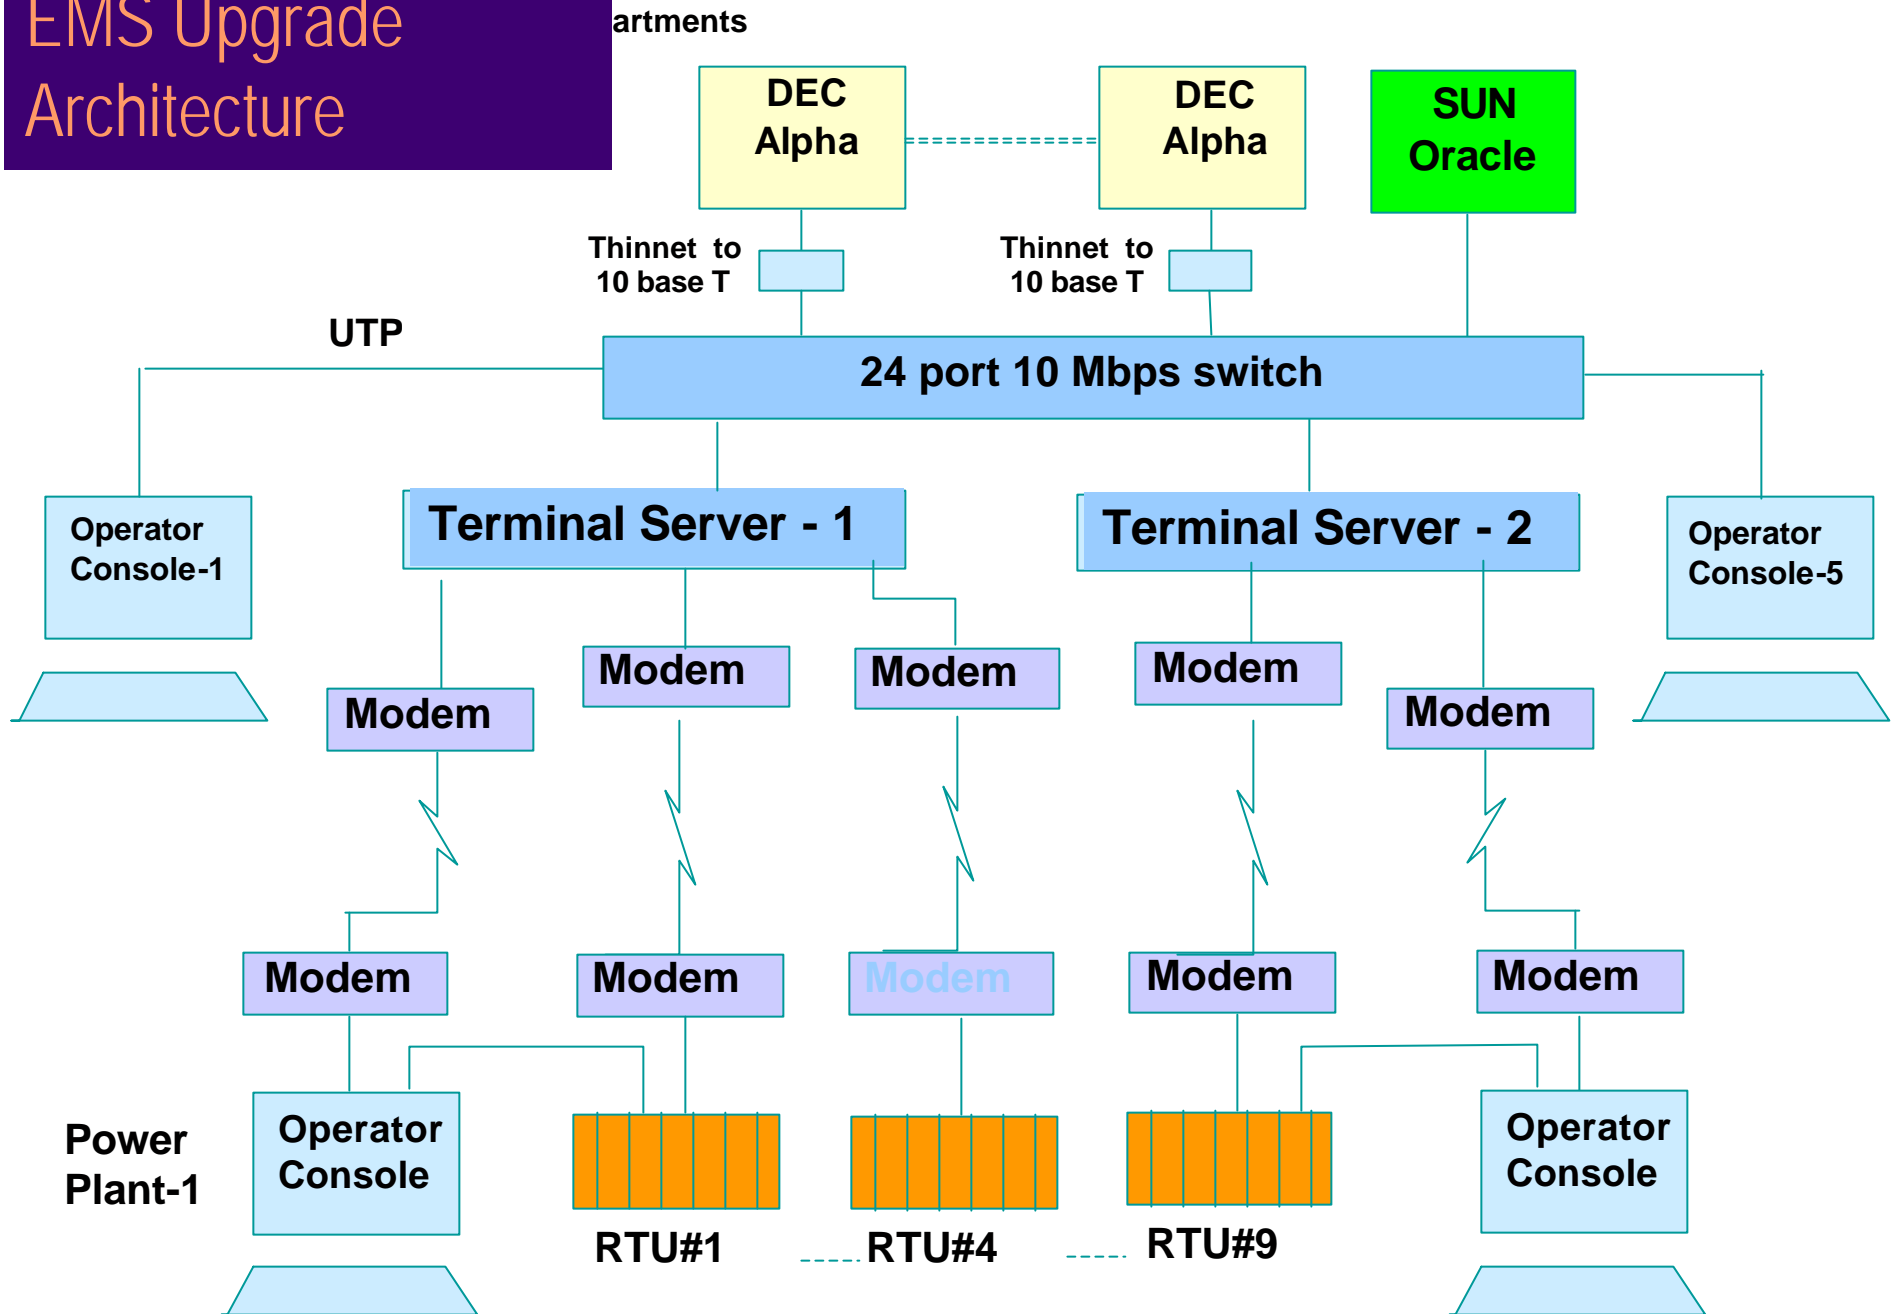 EMS Upgrade
Architecture
artments
DEC
Alpha
DEC
Alpha
SUN
Oracle
Thinnet to
10 base T
Thinnet to
10 base T
UTP
24 port 10 Mbps switch
Operator
Console-1
Terminal Server - 1
Terminal Server - 2
Operator
Console-5
Modem
Modem
Modem
Modem
Modem
Modem
Modem
Modem
Modem
Modem
Power
Plant-1
Operator
Console
Operator
Console
RTU#1
RTU#4
RTU#9